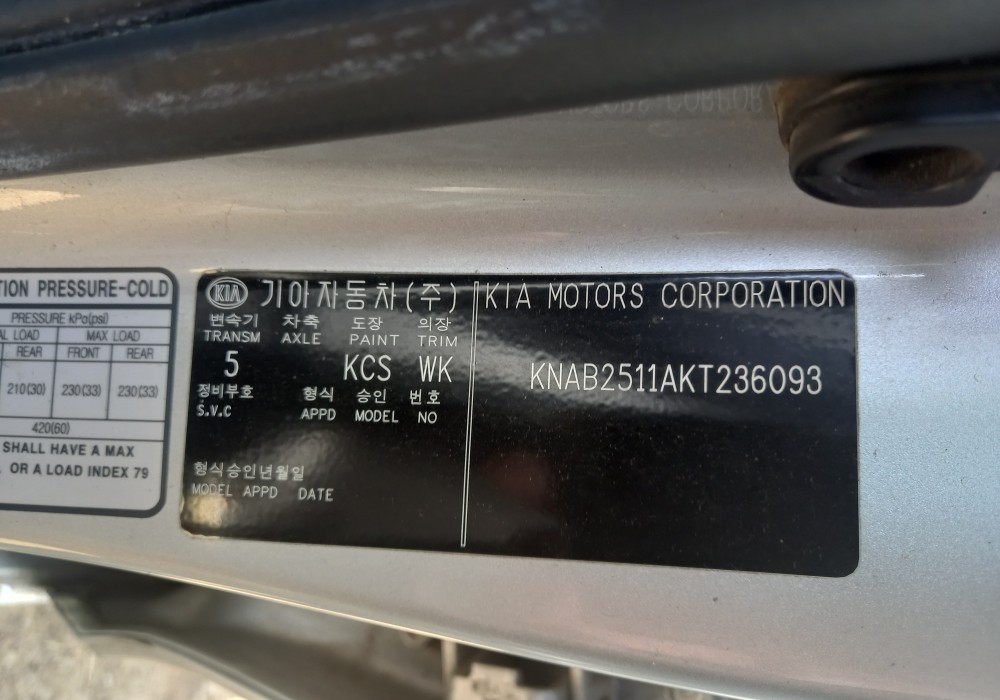 TION PRESSURE-COLD
PRESSURE kPa(psi)
LOAD MAX LOAD
REAR FRONT REAR
210(30) 230(33) 230(33)
420(60)
SHALL HAVE A MAX
OR A LOAD INDEX 79
KIA 기아자동차(주) KIA MOTORS CORPORATION
변속기 차축 도장 의장
TRANSM AXLE PAINT TRIM
5 KCS WK
KNAB2511AKT236093
정비부호 형식 승인 번호
S.V.C APPD MODEL NO
형식승인년월일
MODEL APPD DATE